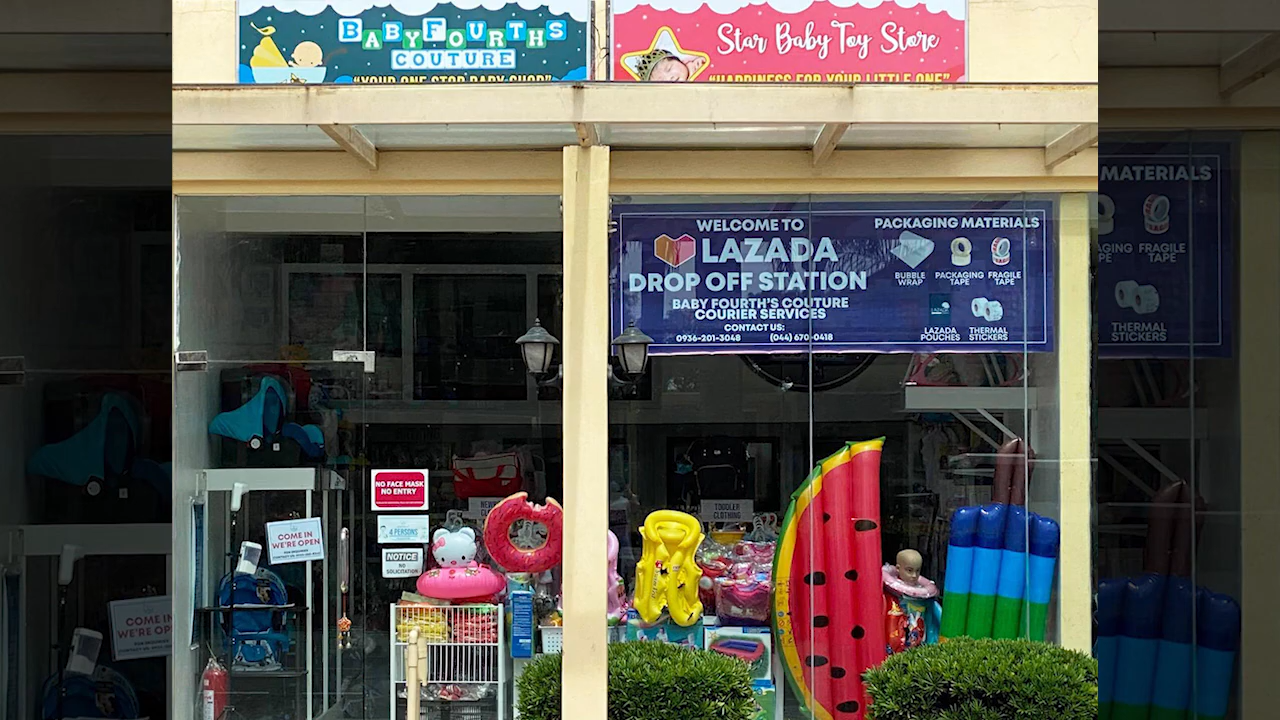 BABYFOURTHS
COUTURE
"YOUR ONE STOP BABY SHOP"
Star Baby Toy Store
"HAPPINESS FOR YOUR LITTLE ONE"
WELCOME TO
LAZADA
DROP OFF STATION
BABY FOURTH'S COUTURE
COURIER SERVICES
CONTACT US:
0936-201-3048 (044) 670-0418
PACKAGING MATERIALS
BUBBLE WRAP
PACKAGING TAPE
FRAGILE TAPE
LAZADA POUCHES
THERMAL STICKERS
MATERIALS
FRAGILE TAPE
THERMAL STICKERS
NO FACE MASK
NO ENTRY
4 PERSONS
NOTICE
NO
SOLICITATION
COME IN
WE'RE OPEN
TODDLER
CLOTHING
COME IN
WE'RE